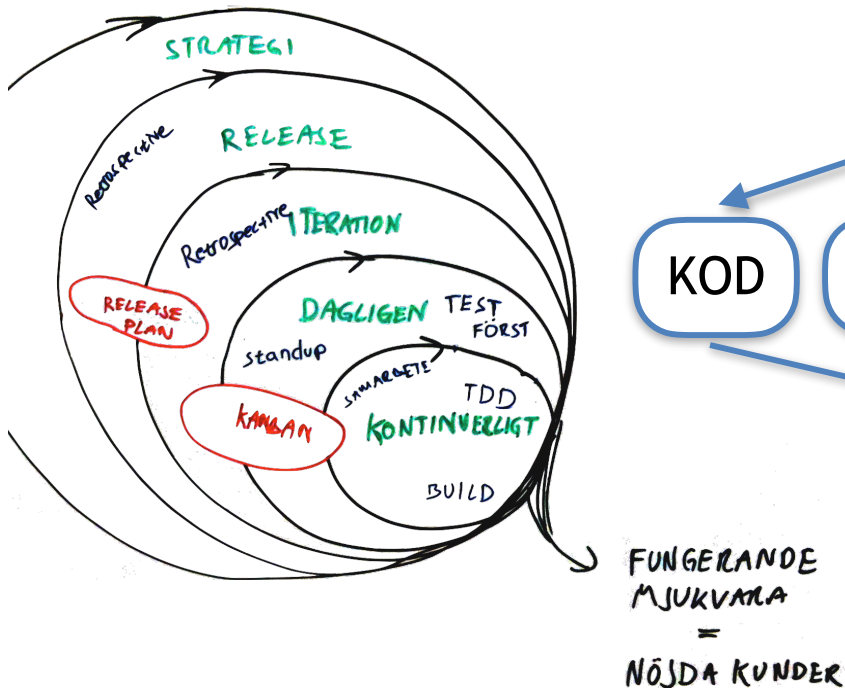 STRATEGI
RELEASE
Retrospective
ITERATION
Retrospective
RELEASE
PLAN
DAGLIGEN
TEST
FÖRST
standup
SAMARBETE
TDD
KANBAN
KONTINVERLIGT
BUILD
KOD
FUNGERANDE
MJUKVARA
=
NÖJDA KUNDER